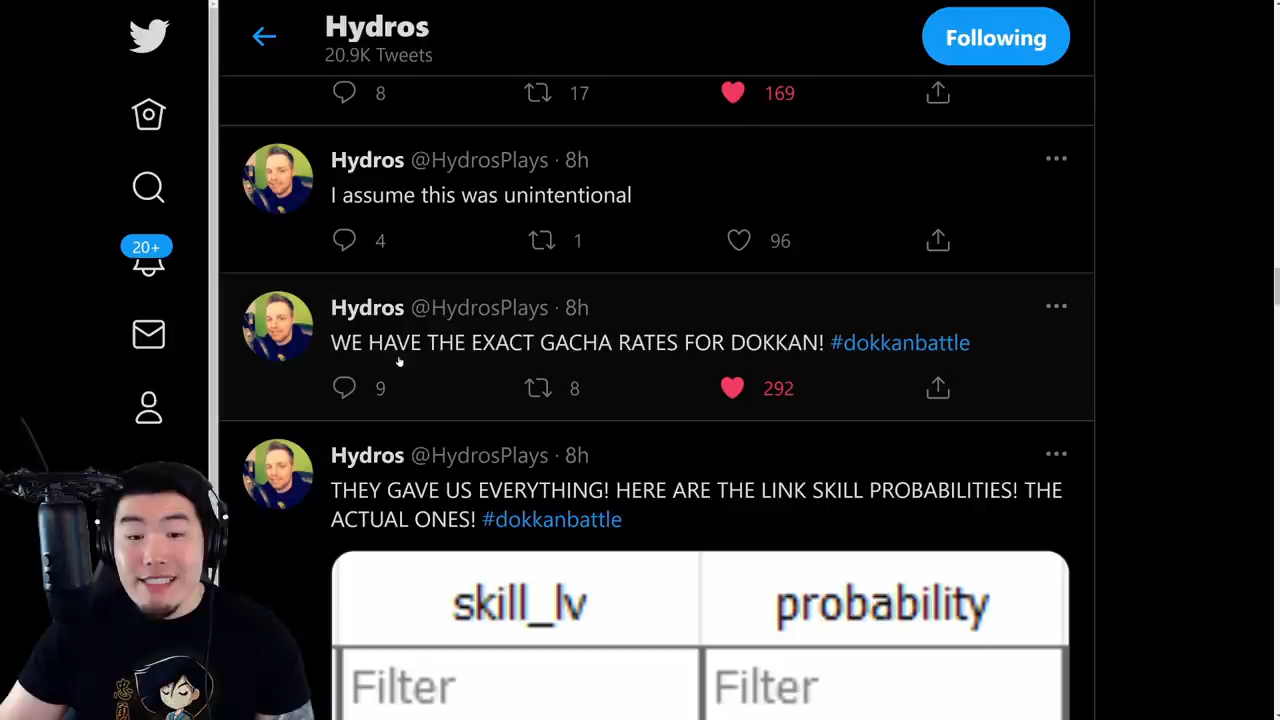 Hydros
20.9K Tweets
Following
8 17 169
Hydros @HydrosPlays · 8h
I assume this was unintentional
4 1 96
20+
Hydros @HydrosPlays · 8h
WE HAVE THE EXACT GACHA RATES FOR DOKKAN! #dokkanbattle
9 8 292
Hydros @HydrosPlays · 8h
THEY GAVE US EVERYTHING! HERE ARE THE LINK SKILL PROBABILITIES! THE
ACTUAL ONES! #dokkanbattle
skill_lv probability
Filter Filter